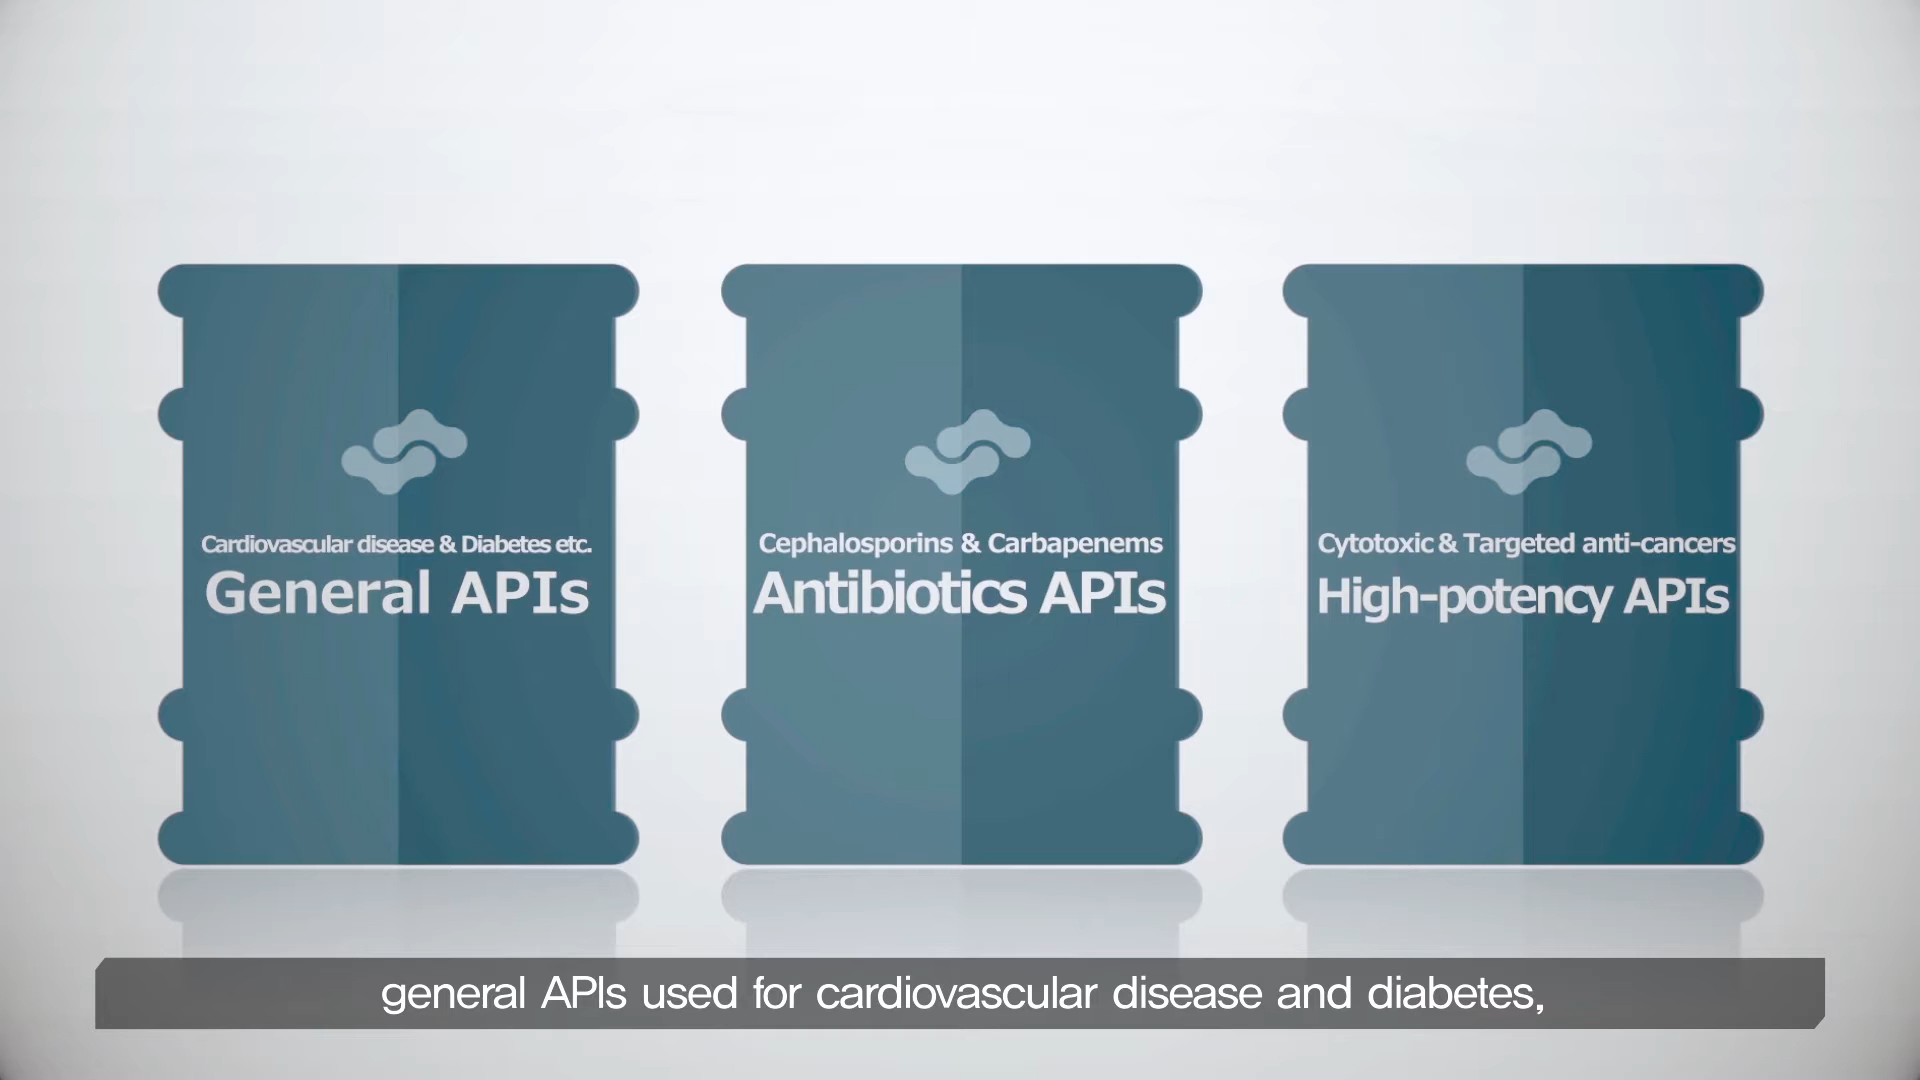 Cardiovascular disease & Diabetes etc.
General APIs
Cephalosporins & Carbapenems
Antibiotics APIs
Cytotoxic & Targeted anti-cancers
High-potency APIs
general APIs used for cardiovascular disease and diabetes,